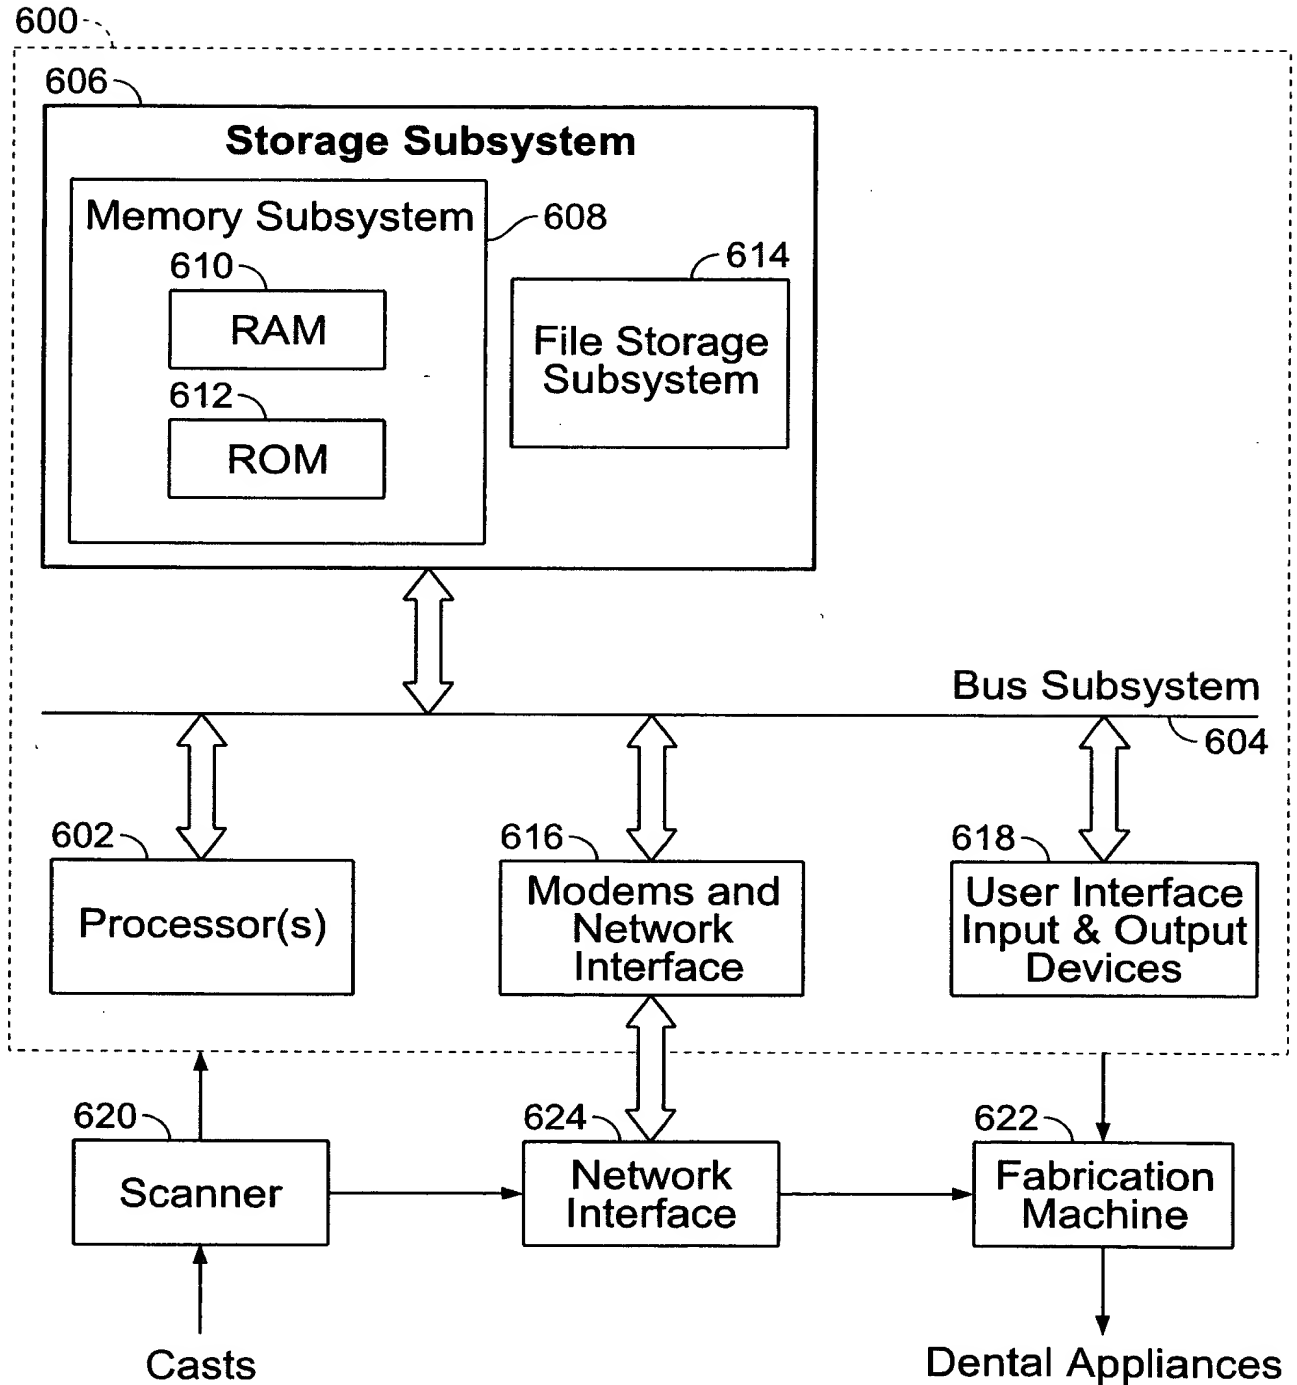 600
606
Storage Subsystem
Memory Subsystem
608
610
RAM
612
ROM
614
File Storage
Subsystem
Bus Subsystem
604
602
Processor(s)
616
Modems and
Network
Interface
618
User Interface
Input & Output
Devices
620
Scanner
624
Network
Interface
622
Fabrication
Machine
Casts
Dental Appliances